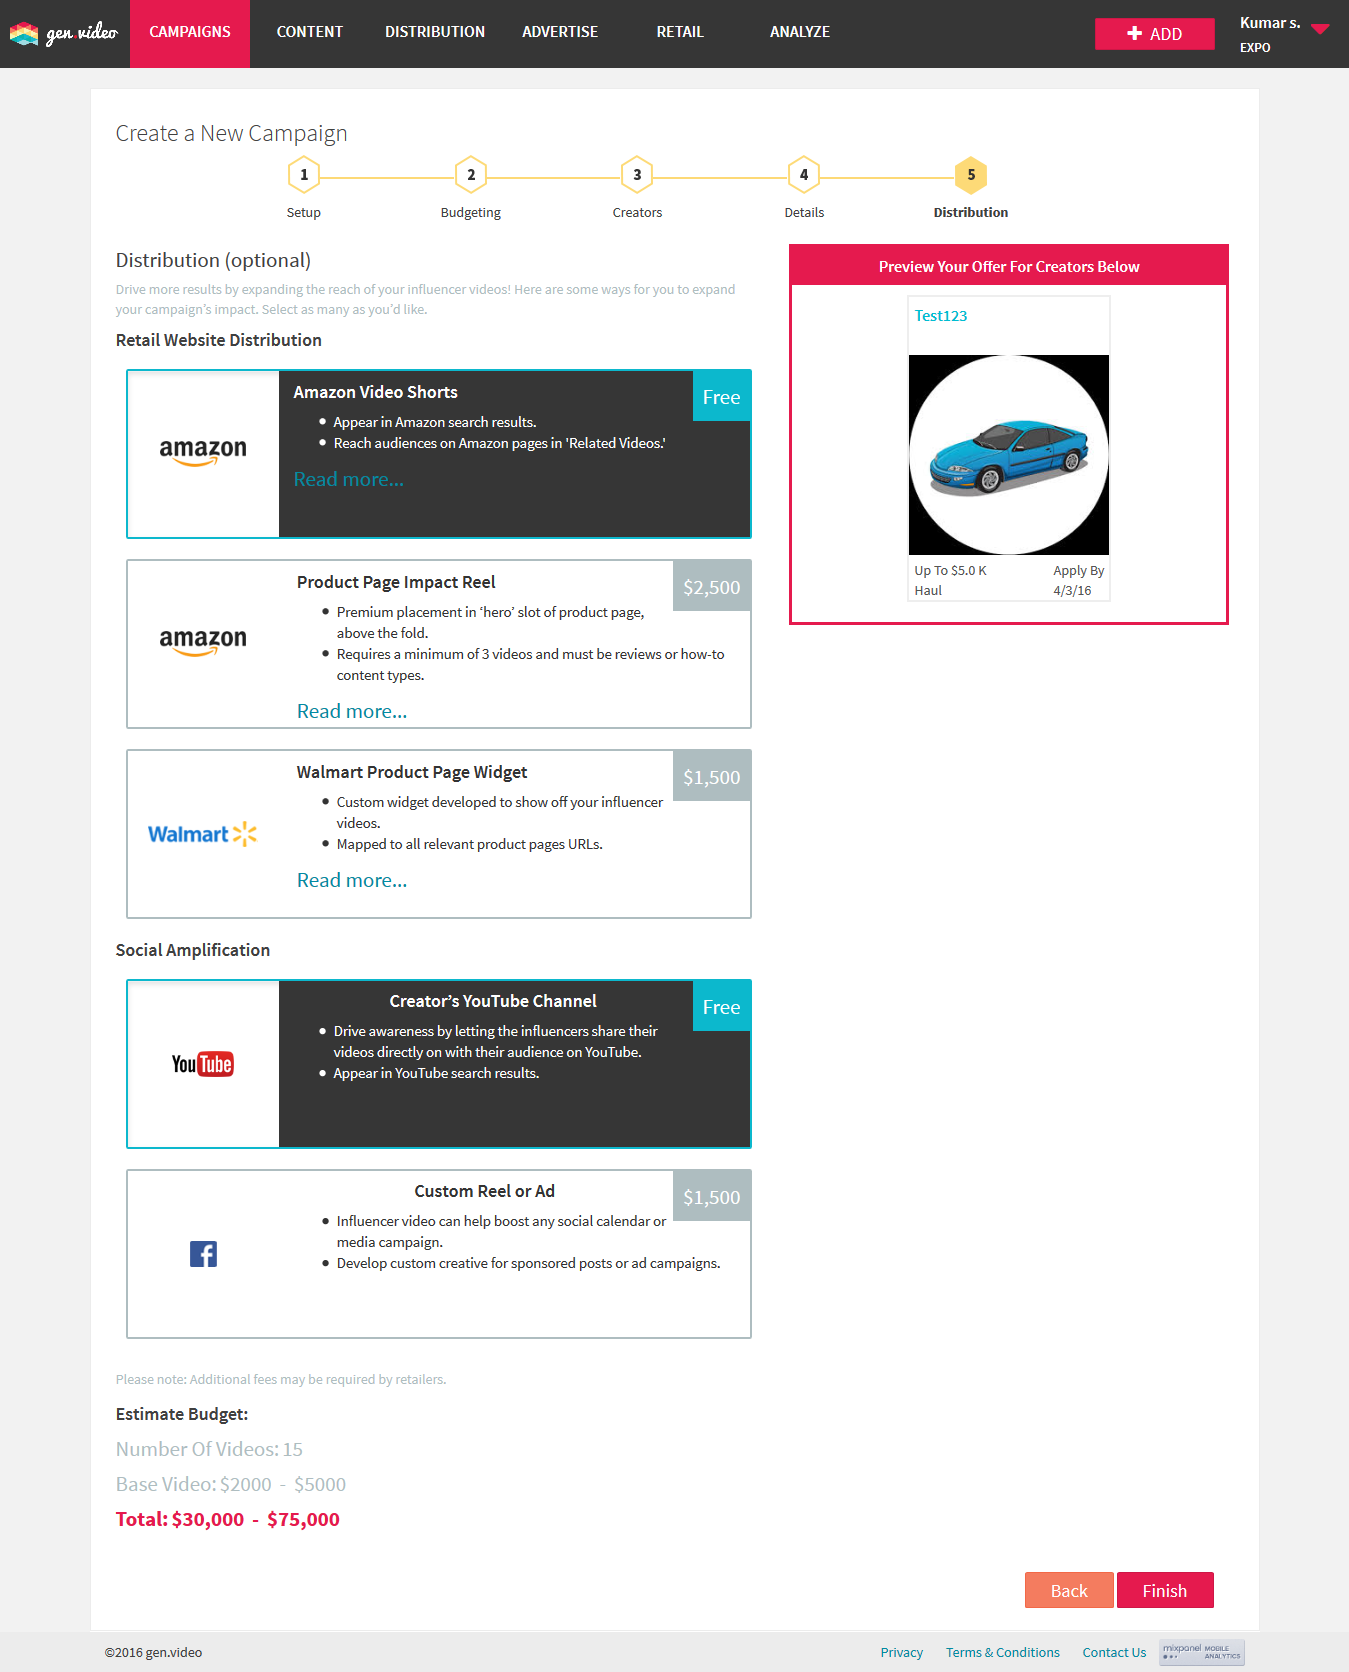 gen.video
CAMPAIGNS
CONTENT
DISTRIBUTION
ADVERTISE
RETAIL
ANALYZE
ADD
Kumar s.
EXPO
Create a New Campaign
1
2
3
4
5
Setup
Budgeting
Creators
Details
Distribution
Distribution (optional)
Drive more results by expanding the reach of your influencer videos! Here are some ways for you to expand
your campaign’s impact. Select as many as you’d like.
Retail Website Distribution
amazon
Amazon Video Shorts
Free
• Appear in Amazon search results.
• Reach audiences on Amazon pages in 'Related Videos.'
Read more...
amazon
Product Page Impact Reel
$2,500
• Premium placement in ‘hero’ slot of product page,
above the fold.
• Requires a minimum of 3 videos and must be reviews or how-to
content types.
Read more...
Walmart
Walmart Product Page Widget
$1,500
• Custom widget developed to show off your influencer
videos.
• Mapped to all relevant product pages URLs.
Read more...
Social Amplification
YouTube
Creator’s YouTube Channel
Free
• Drive awareness by letting the influencers share their
videos directly on with their audience on YouTube.
• Appear in YouTube search results.
f
Custom Reel or Ad
$1,500
• Influencer video can help boost any social calendar or
media campaign.
• Develop custom creative for sponsored posts or ad campaigns.
Please note: Additional fees may be required by retailers.
Estimate Budget:
Number Of Videos: 15
Base Video: $2000 - $5000
Total: $30,000 - $75,000
Preview Your Offer For Creators Below
Test123
Up To $5.0 K
Apply By
Haul
4/3/16
Back
Finish
©2016 gen.video
Privacy
Terms & Conditions
Contact Us
mixpanel MOBILE
ANALYTICS